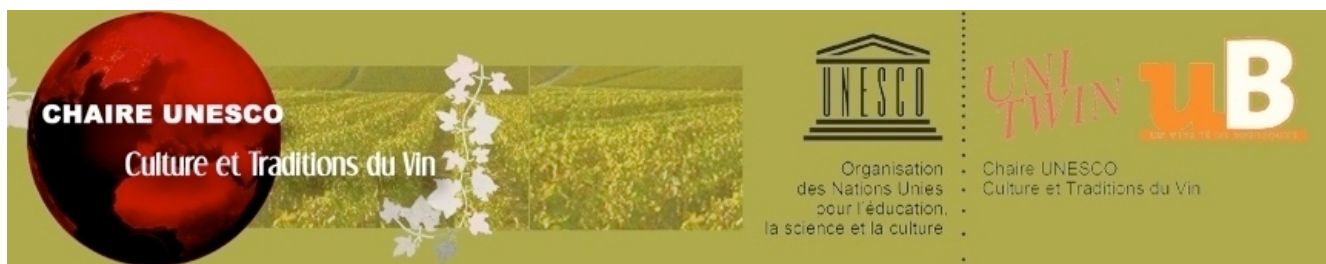 CHAIRE UNESCO
Culture et Traditions du Vin
UNESCO
Organisation
des Nations Unies
pour l'éducation,
la science et la culture
UNI
TWIN
uB
Chaire UNESCO
Culture et Traditions du Vin